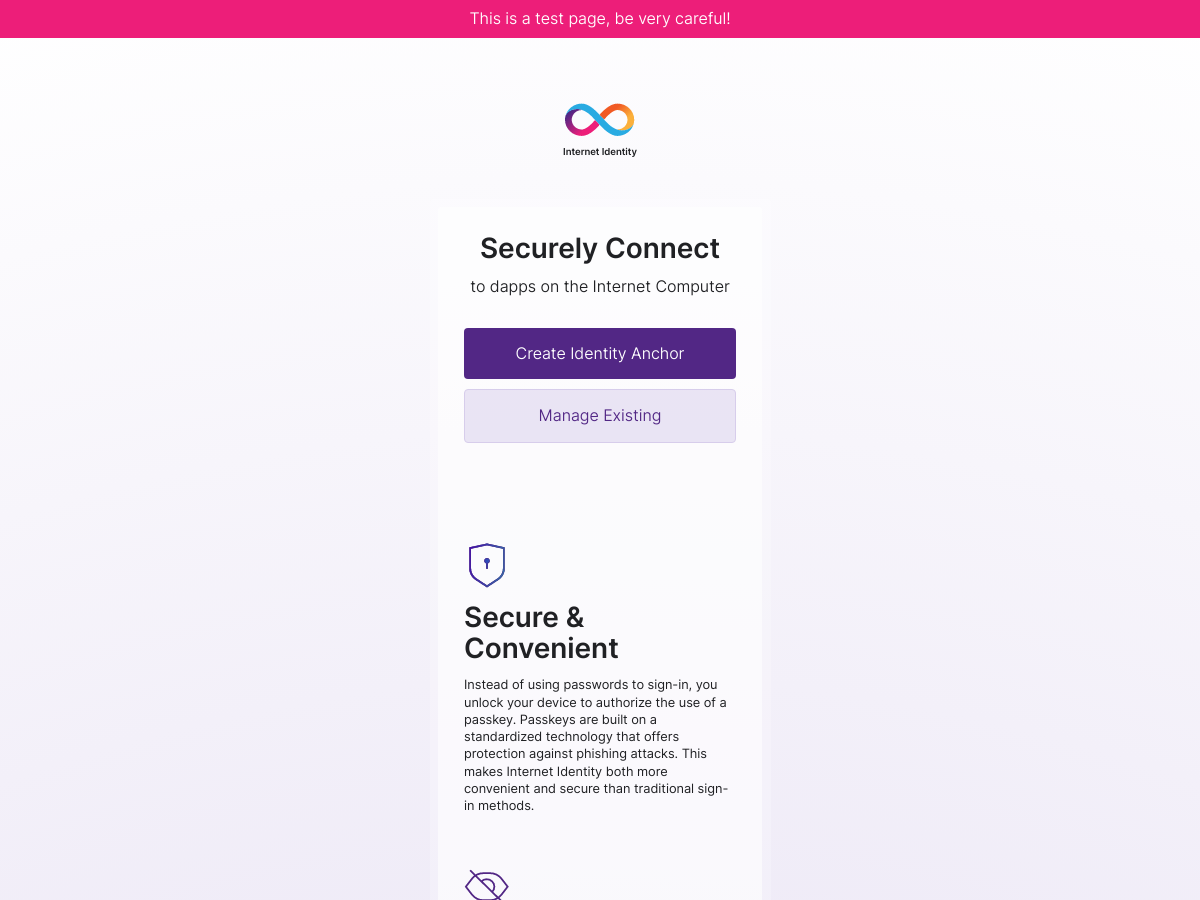 This is a test page, be very careful!
Internet Identity
Securely Connect
to dapps on the Internet Computer
Create Identity Anchor
Manage Existing
Secure &
Convenient
Instead of using passwords to sign-in, you
unlock your device to authorize the use of a
passkey. Passkeys are built on a
standardized technology that offers
protection against phishing attacks. This
makes Internet Identity both more
convenient and secure than traditional sign-
in methods.